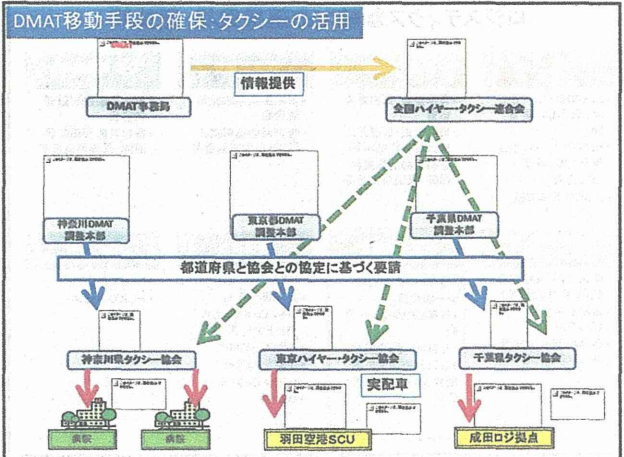 DMAT移動手段の確保:タクシーの活用
情報提供
DMAT事務局
全国ハイヤー・タクシー連合会
神奈川DMAT
調整本部
東京都DMAT
調整本部
千葉県DMAT
調整本部
都道府県と協会との協定に基づく要請
神奈川県タクシー協会
東京ハイヤー・タクシー協会
千葉県タクシー協会
実配車
病院
病院
羽田空港SCU
成田ロジ拠点